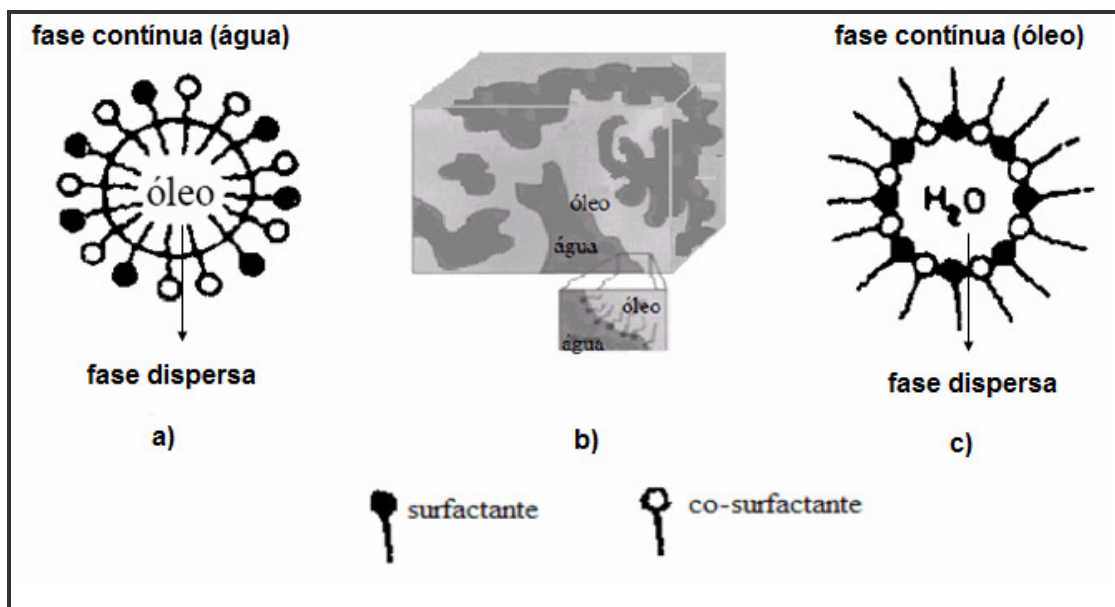 fase contínua (água)
fase contínua (óleo)
óleo
óleo
água
H2O
óleo
água
fase dispersa
fase dispersa
a)
b)
c)
surfactante
co-surfactante